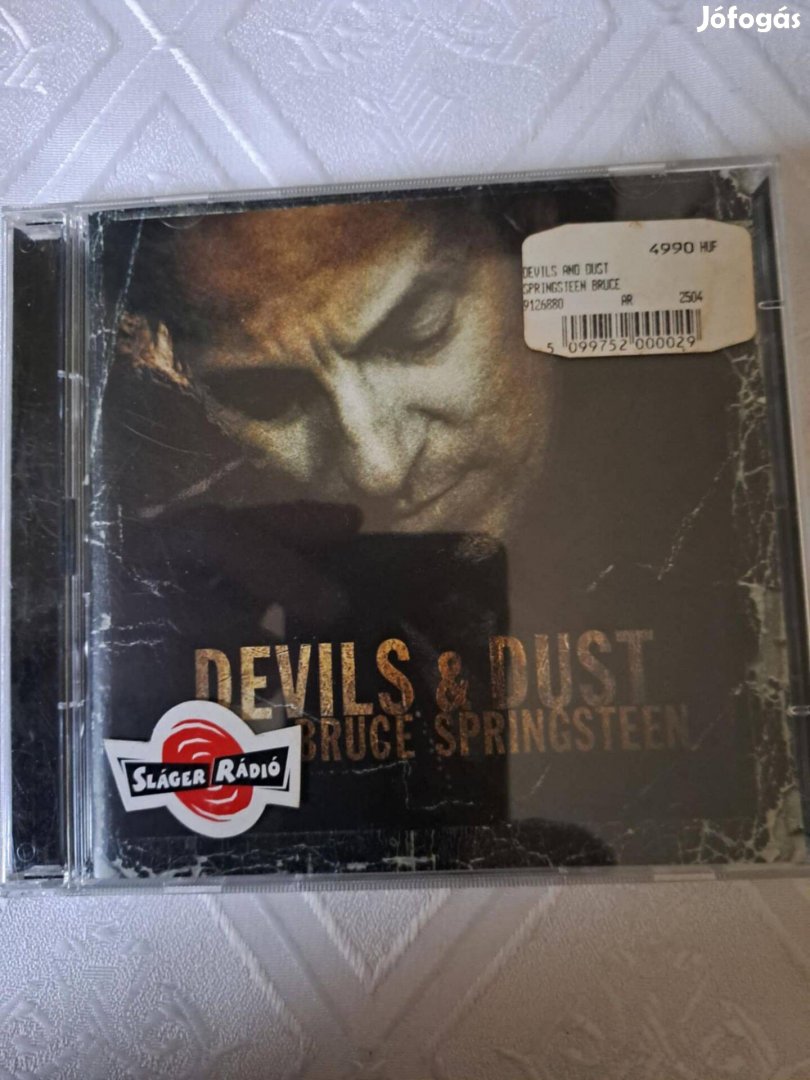 Jófogás
4990 HUF
DEVILS AND DUST
SPRINGSTEEN BRUCE
9126880 AR 2504
5 099752 000029
DEVILS & DUST
BRUCE SPRINGSTEEN
SLÁGER RÁDIÓ